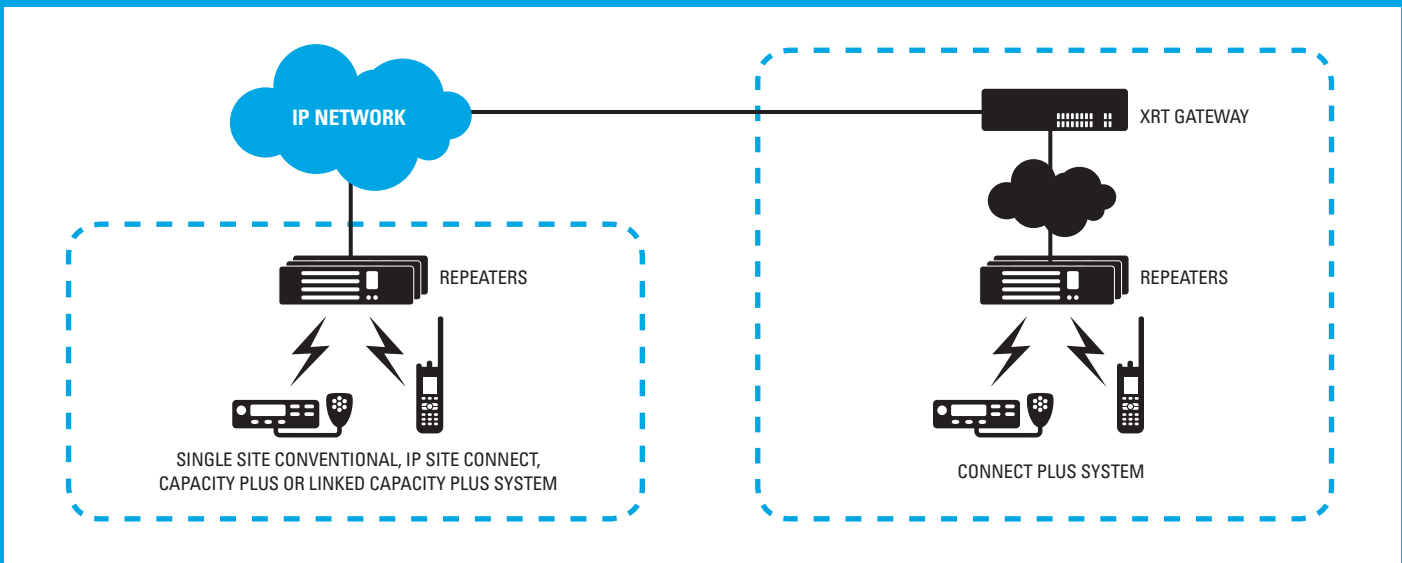 IP NETWORK
XRT GATEWAY
REPEATERS
REPEATERS
SINGLE SITE CONVENTIONAL, IP SITE CONNECT,
CAPACITY PLUS OR LINKED CAPACITY PLUS SYSTEM
CONNECT PLUS SYSTEM